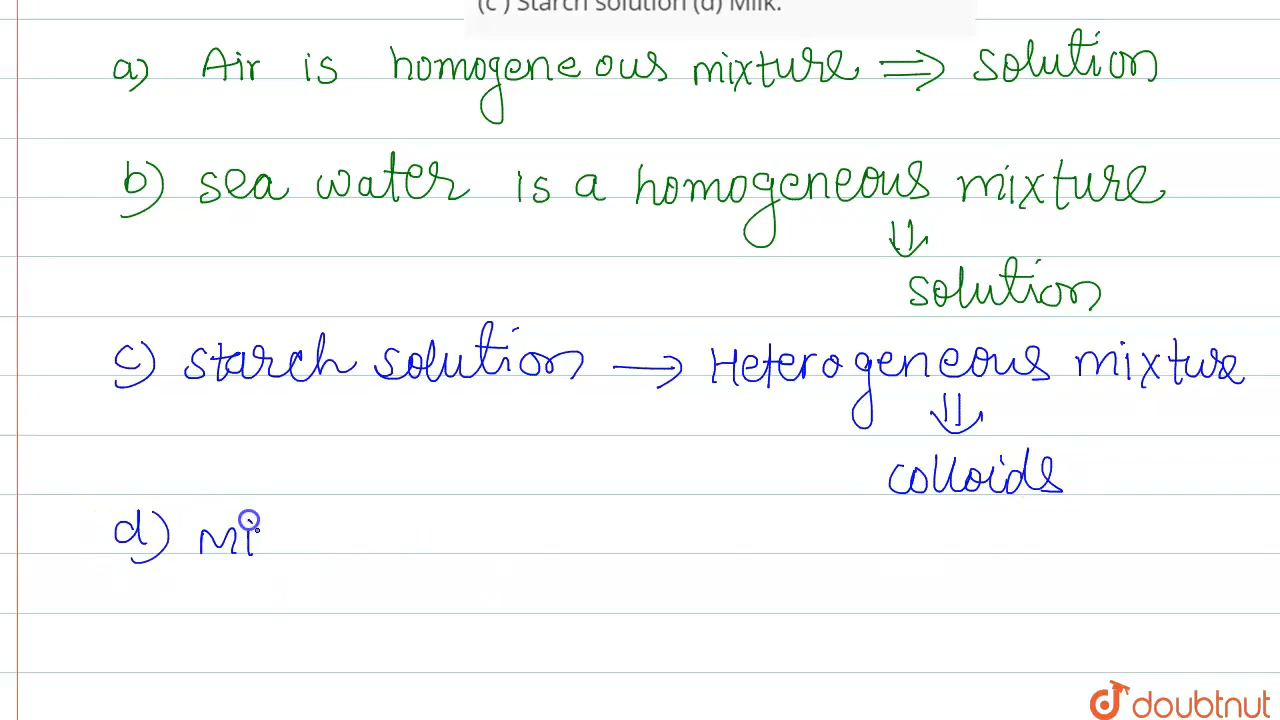 (c ) Starch solution (d) Milk.
a) Air is homogeneous mixture ⇒ solution
b) sea water is a homogeneous mixture
⇓
solution
c) starch solution → Heterogeneous mixture
⇓
colloids
d) Mi
doubtnut